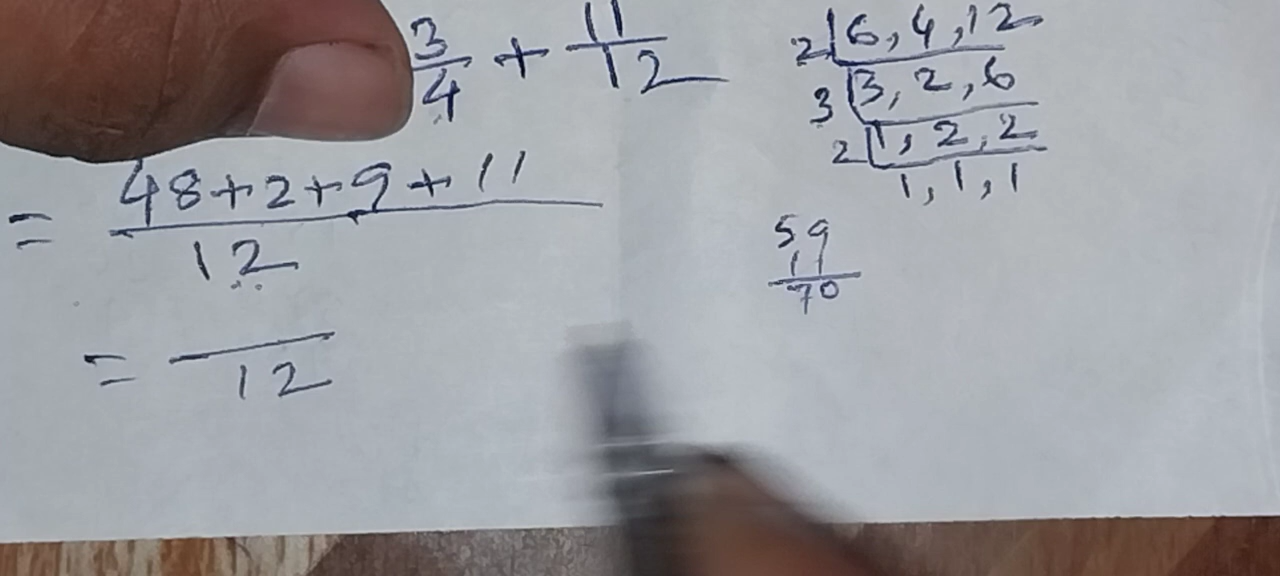 3/4 + 11/12
= 48+2+9+11 / 12
= / 12
2 | 6, 4, 12
3 | 3, 2, 6
2 | 1, 2, 2
1, 1, 1
59
11
70